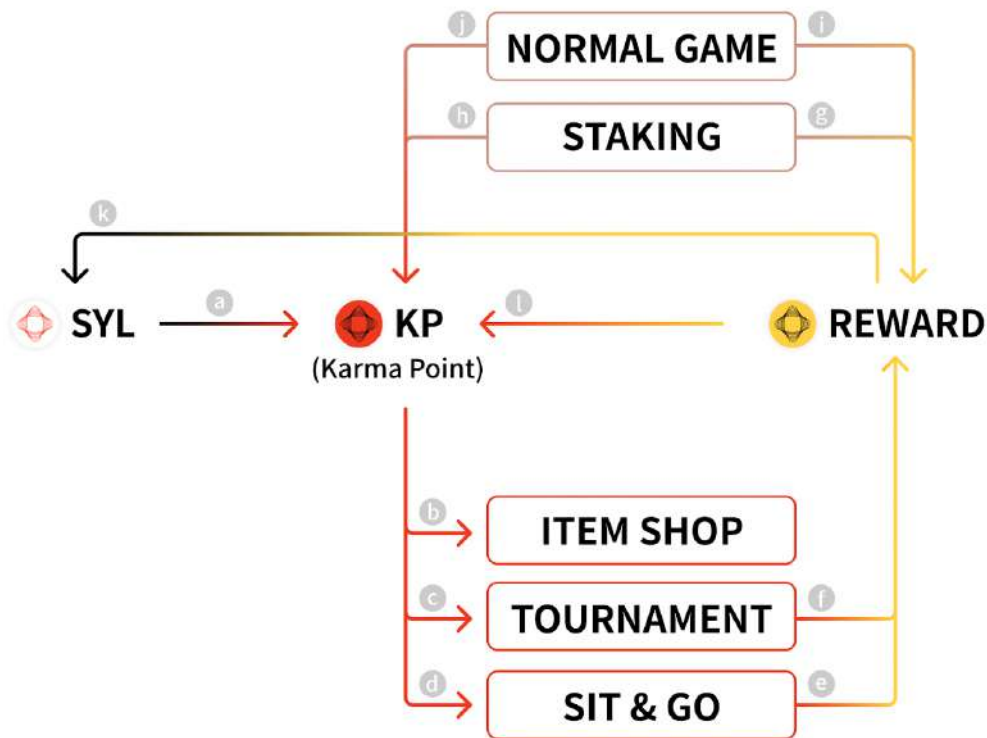 j NORMAL GAME i
h STAKING g
k
SYL a KP l REWARD
(Karma Point)
b ITEM SHOP
c TOURNAMENT f
d SIT & GO e